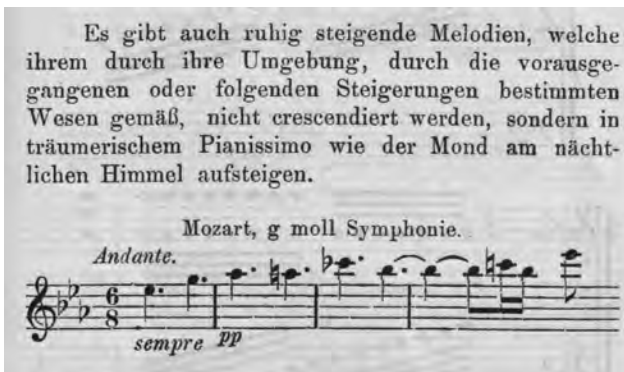 Es gibt auch ruhig steigende Melodien, welche
ihrem durch ihre Umgebung, durch die vorausge-
gangenen oder folgenden Steigerungen bestimmten
Wesen gemäß, nicht crescendiert werden, sondern in
träumerischem Pianissimo wie der Mond am nächt-
lichen Himmel aufsteigen.
Mozart, g moll Symphonie.
Andante.
6
8
sempre pp